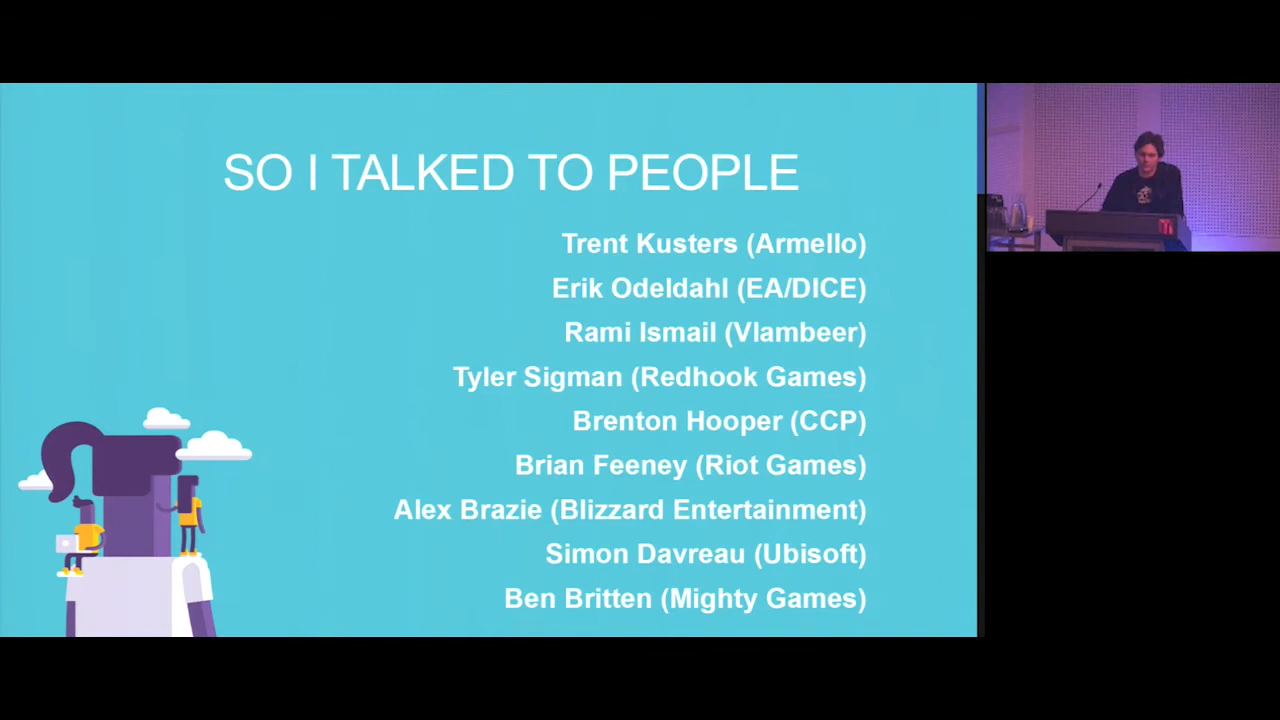 SO I TALKED TO PEOPLE
Trent Kusters (Armello)
Erik Odeldahl (EA/DICE)
Rami Ismail (Vlambeer)
Tyler Sigman (Redhook Games)
Brenton Hooper (CCP)
Brian Feeney (Riot Games)
Alex Brazie (Blizzard Entertainment)
Simon Davreau (Ubisoft)
Ben Britten (Mighty Games)